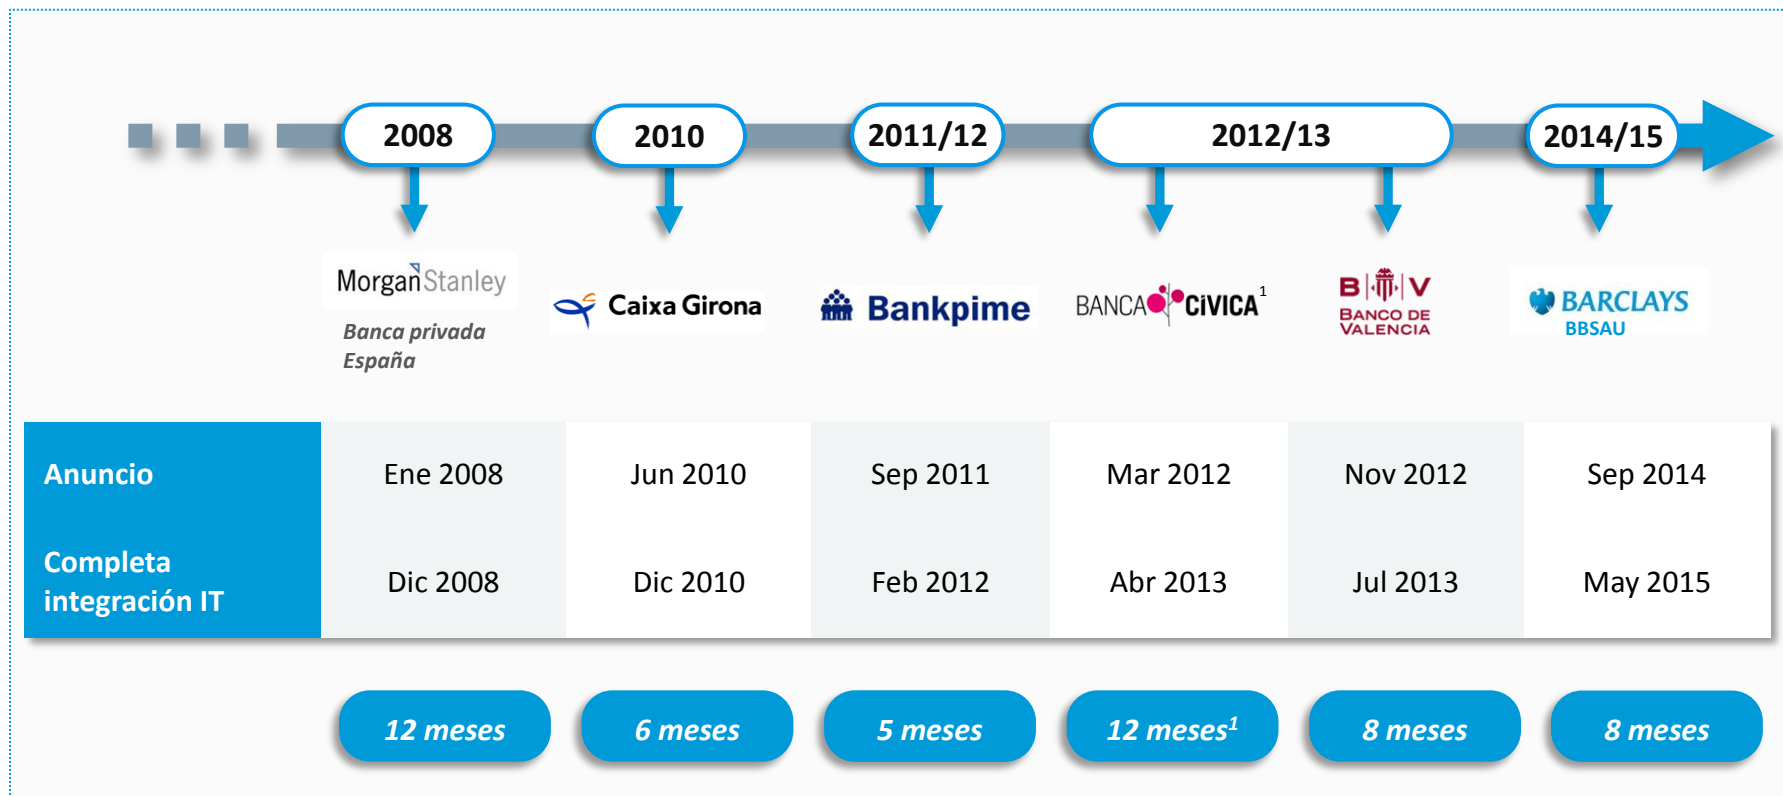 2008
2010
2011/12
2012/13
2014/15
Morgan Stanley
Banca privada
España
Caixa Girona
Bankpime
BANCA CÍVICA¹
B V
BANCO DE
VALENCIA
BARCLAYS
BBSAU
Anuncio
Ene 2008
Jun 2010
Sep 2011
Mar 2012
Nov 2012
Sep 2014
Completa
integración IT
Dic 2008
Dic 2010
Feb 2012
Abr 2013
Jul 2013
May 2015
12 meses
6 meses
5 meses
12 meses¹
8 meses
8 meses